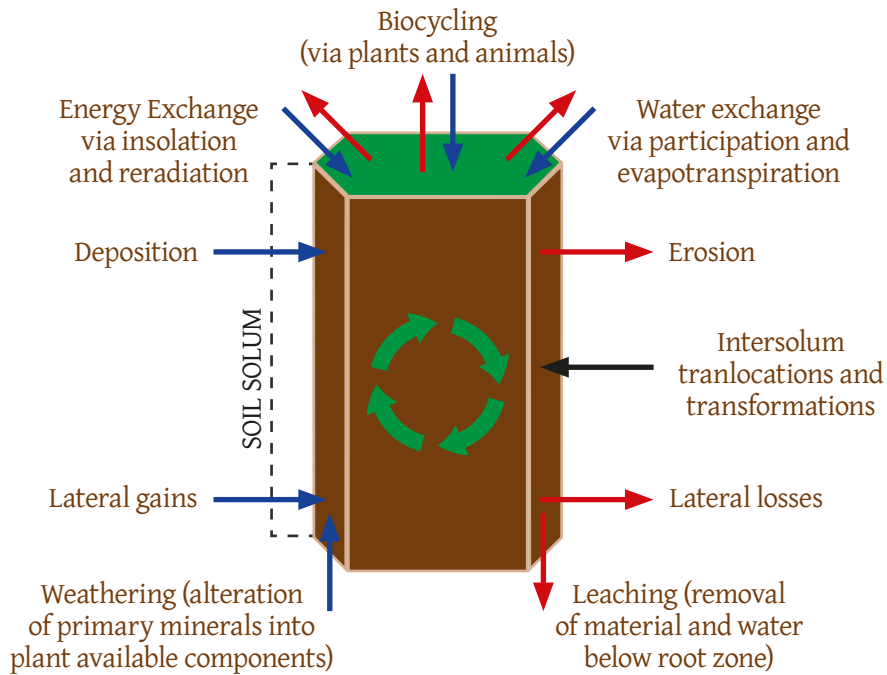 Biocycling
(via plants and animals)
Energy Exchange
via insolation
and reradiation
Water exchange
via participation and
evapotranspiration
Deposition
Erosion
SOIL SOLUM
Intersolum
tranlocations and
transformations
Lateral gains
Lateral losses
Weathering (alteration
of primary minerals into
plant available components)
Leaching (removal
of material and water
below root zone)